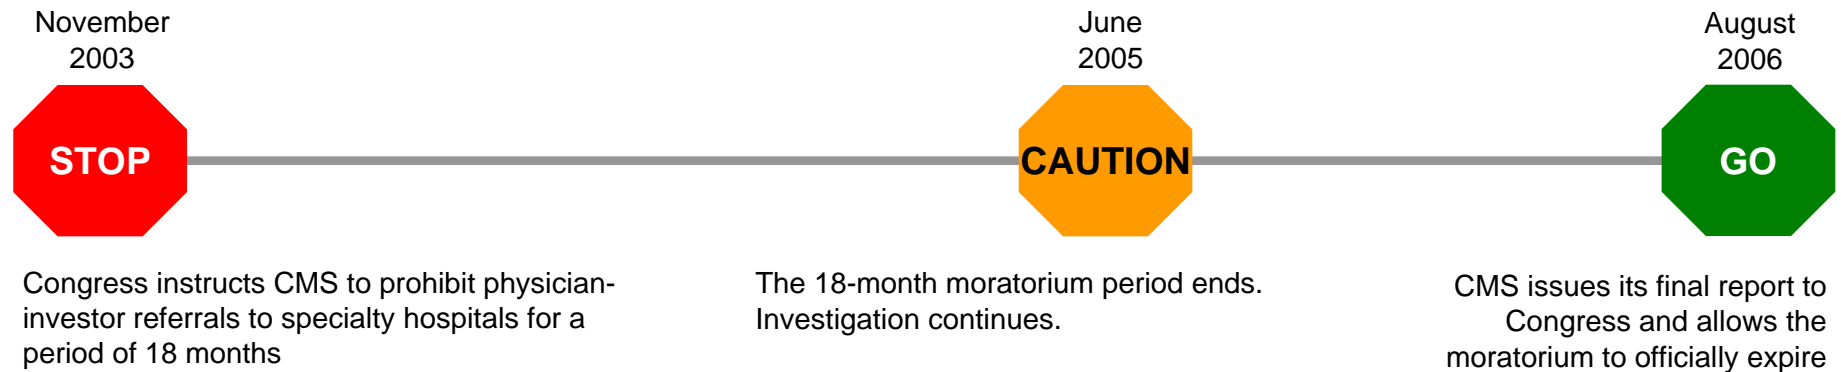 November
2003
STOP
Congress instructs CMS to prohibit physician-
investor referrals to specialty hospitals for a
period of 18 months
June
2005
CAUTION
The 18-month moratorium period ends.
Investigation continues.
August
2006
GO
CMS issues its final report to
Congress and allows the
moratorium to officially expire